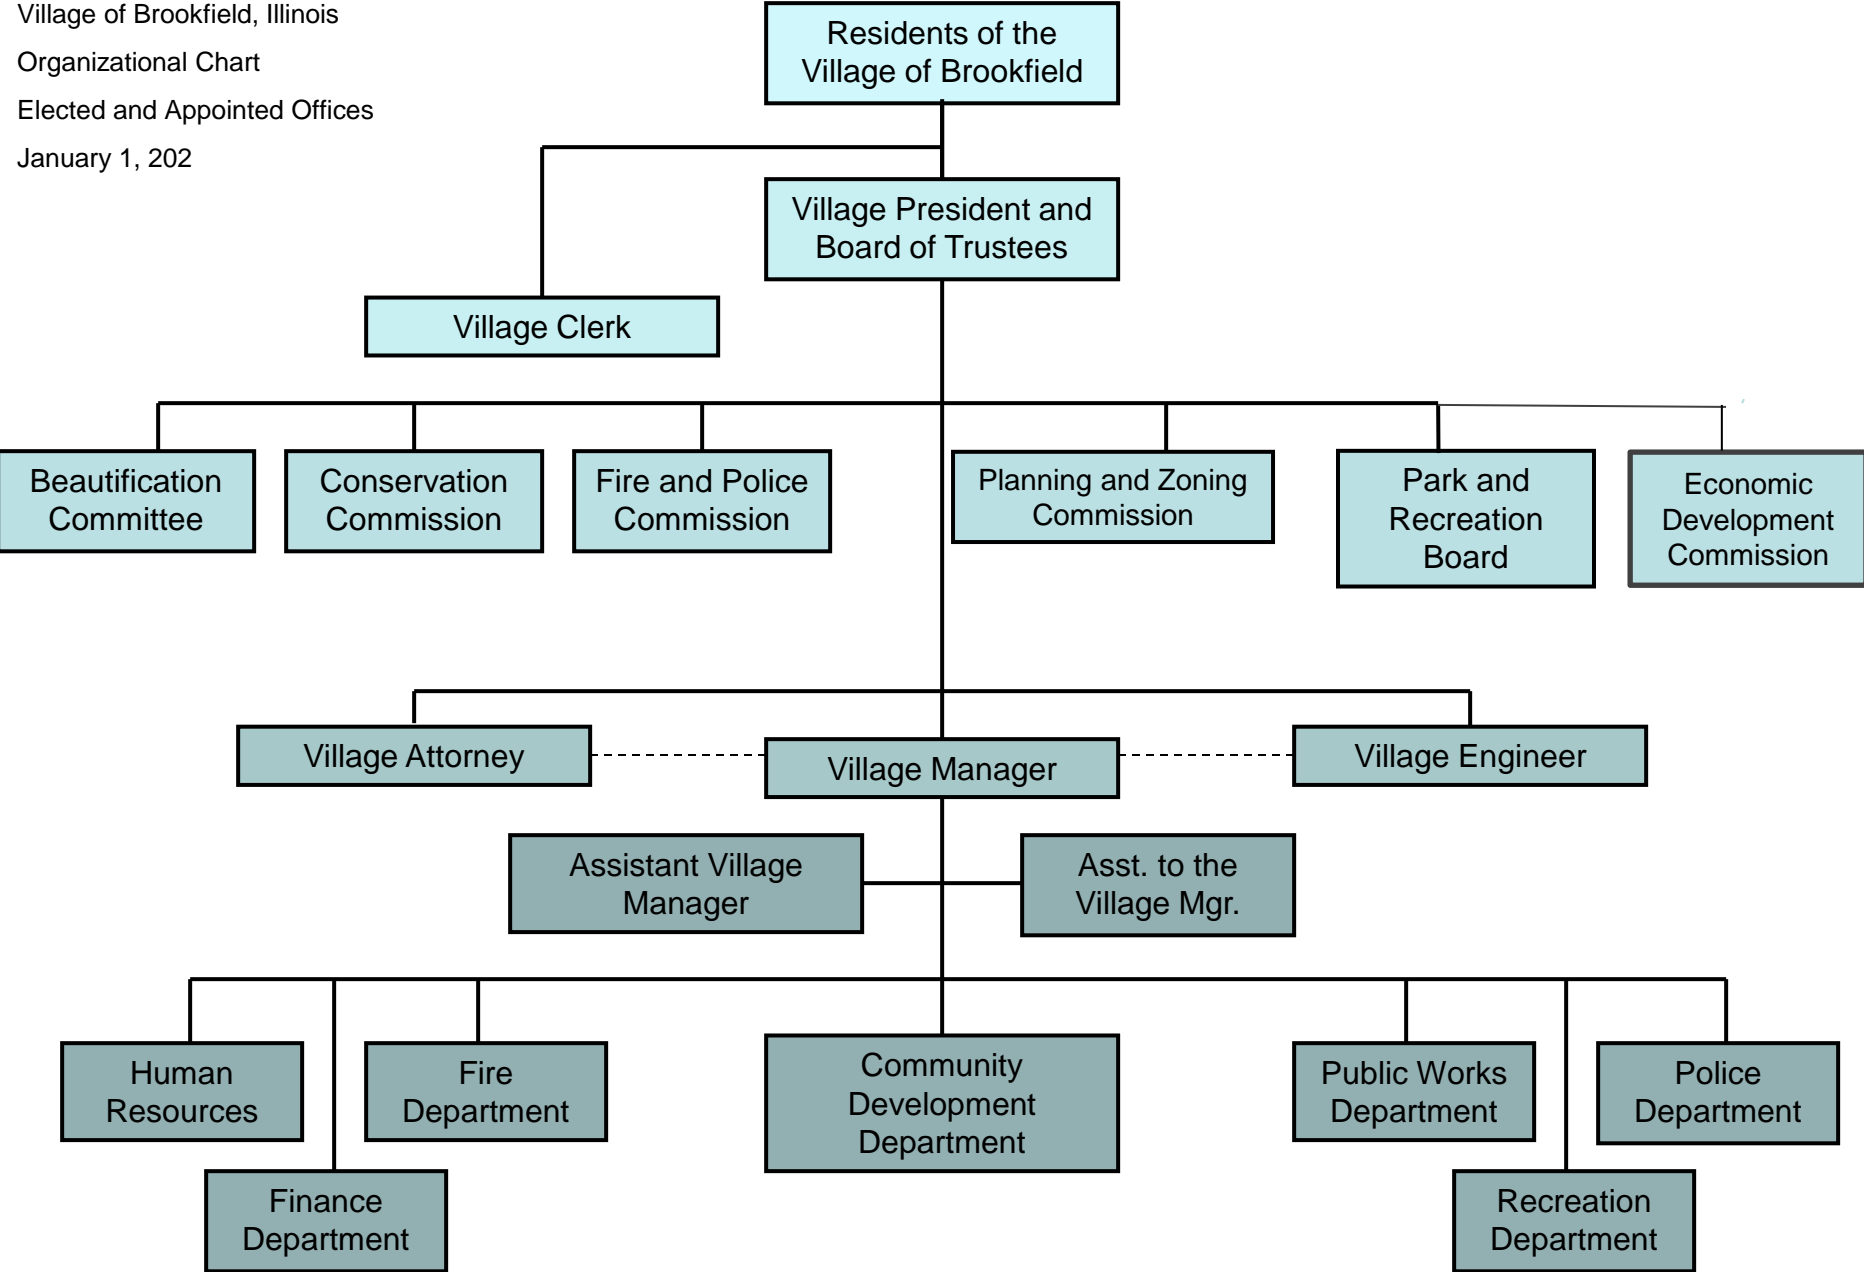 Village of Brookfield, Illinois
Organizational Chart
Elected and Appointed Offices
January 1, 202
Residents of the
Village of Brookfield
Village President and
Board of Trustees
Village Clerk
Beautification
Committee
Conservation
Commission
Fire and Police
Commission
Planning and Zoning
Commission
Park and
Recreation
Board
Economic
Development
Commission
Village Attorney
Village Manager
Village Engineer
Assistant Village
Manager
Asst. to the
Village Mgr.
Human
Resources
Fire
Department
Community
Development
Department
Public Works
Department
Police
Department
Finance
Department
Recreation
Department